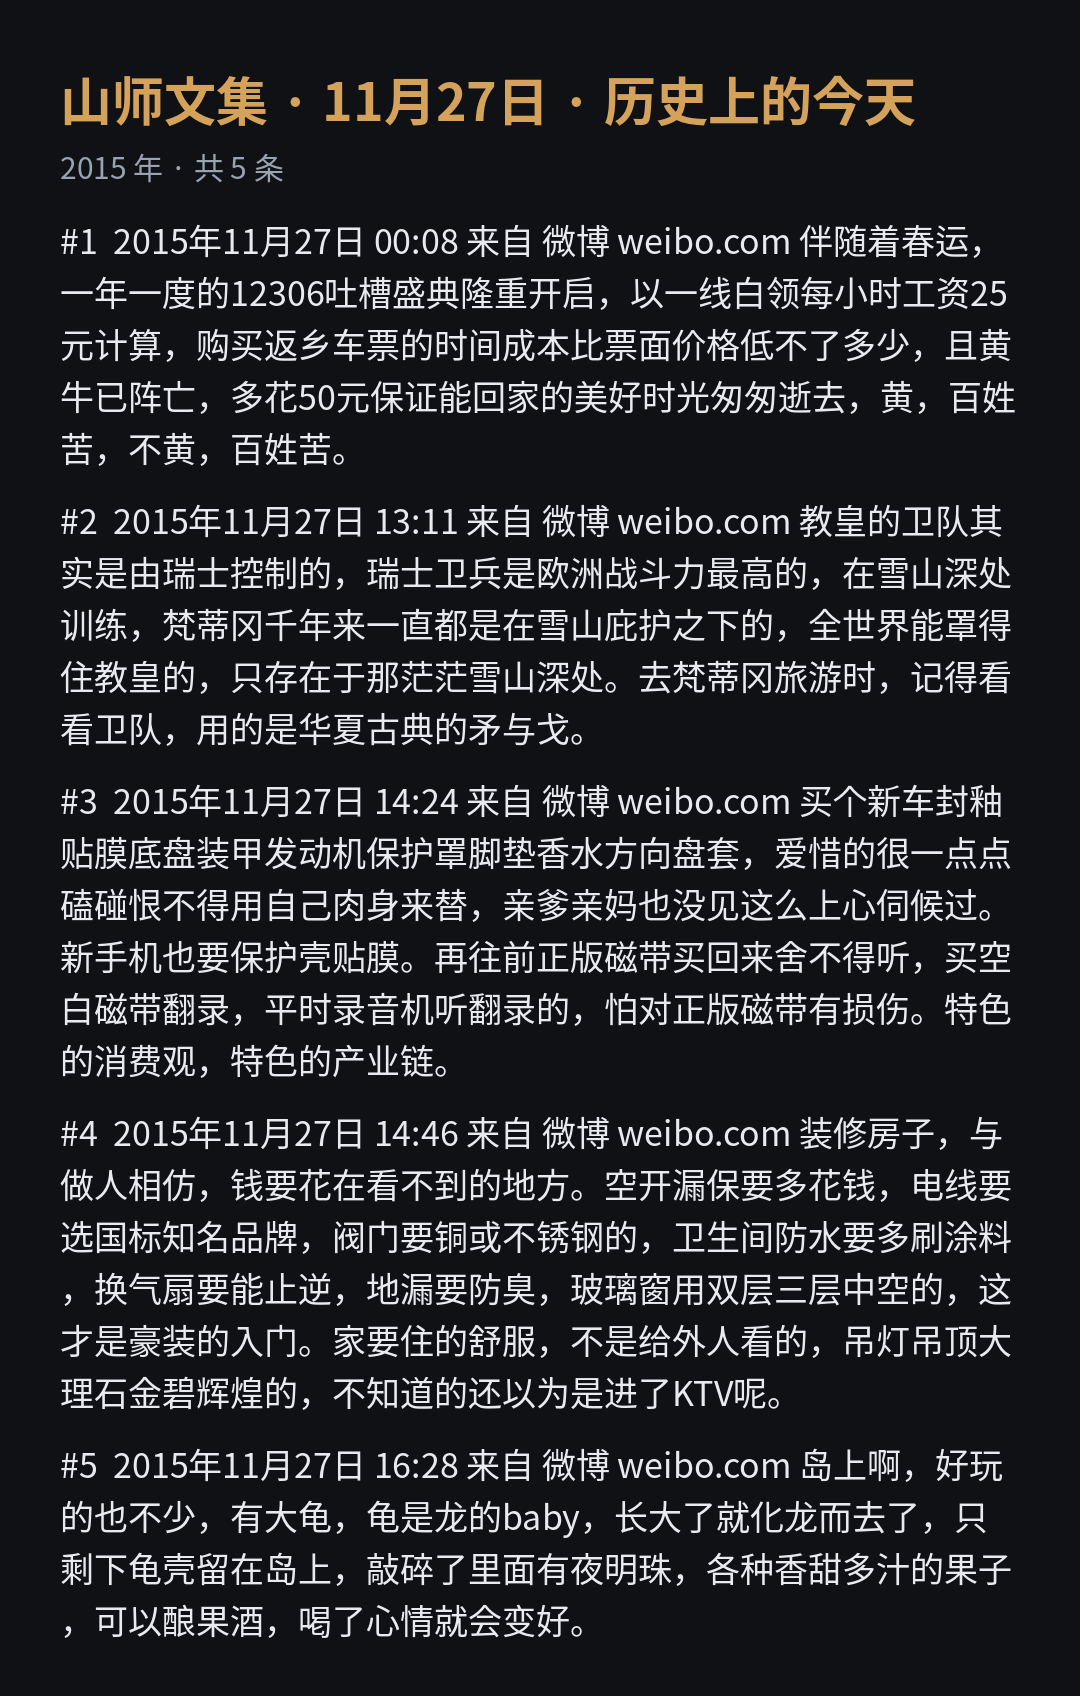 山师文集 · 11月27日 · 历史上的今天
2015 年 · 共 5 条
#1 2015年11月27日 00:08 来自 微博 weibo.com 伴随着春运，
一年一度的12306吐槽盛典隆重开启，以一线白领每小时工资25
元计算，购买返乡车票的时间成本比票面价格低不了多少，且黄
牛已阵亡，多花50元保证能回家的美好时光匆匆逝去，黄，百姓
苦，不黄，百姓苦。
#2 2015年11月27日 13:11 来自 微博 weibo.com 教皇的卫队其
实是由瑞士控制的，瑞士卫兵是欧洲战斗力最高的，在雪山深处
训练，梵蒂冈千年来一直都是在雪山庇护之下的，全世界能罩得
住教皇的，只存在于那茫茫雪山深处。去梵蒂冈旅游时，记得看
看卫队，用的是华夏古典的矛与戈。
#3 2015年11月27日 14:24 来自 微博 weibo.com 买个新车封釉
贴膜底盘装甲发动机保护罩脚垫香水方向盘套，爱惜的很一点点
磕碰恨不得用自己肉身来替，亲爹亲妈也没见这么上心伺候过。
新手机也要保护壳贴膜。再往前正版磁带买回来舍不得听，买空
白磁带翻录，平时录音机听翻录的，怕对正版磁带有损伤。特色
的消费观，特色的产业链。
#4 2015年11月27日 14:46 来自 微博 weibo.com 装修房子，与
做人相仿，钱要花在看不到的地方。空开漏保要多花钱，电线要
选国标知名品牌，阀门要铜或不锈钢的，卫生间防水要多刷涂料
，换气扇要能止逆，地漏要防臭，玻璃窗用双层三层中空的，这
才是豪装的入门。家要住的舒服，不是给外人看的，吊灯吊顶大
理石金碧辉煌的，不知道的还以为是进了KTV呢。
#5 2015年11月27日 16:28 来自 微博 weibo.com 岛上啊，好玩
的也不少，有大龟，龟是龙的baby，长大了就化龙而去了，只
剩下龟壳留在岛上，敲碎了里面有夜明珠，各种香甜多汁的果子
，可以酿果酒，喝了心情就会变好。